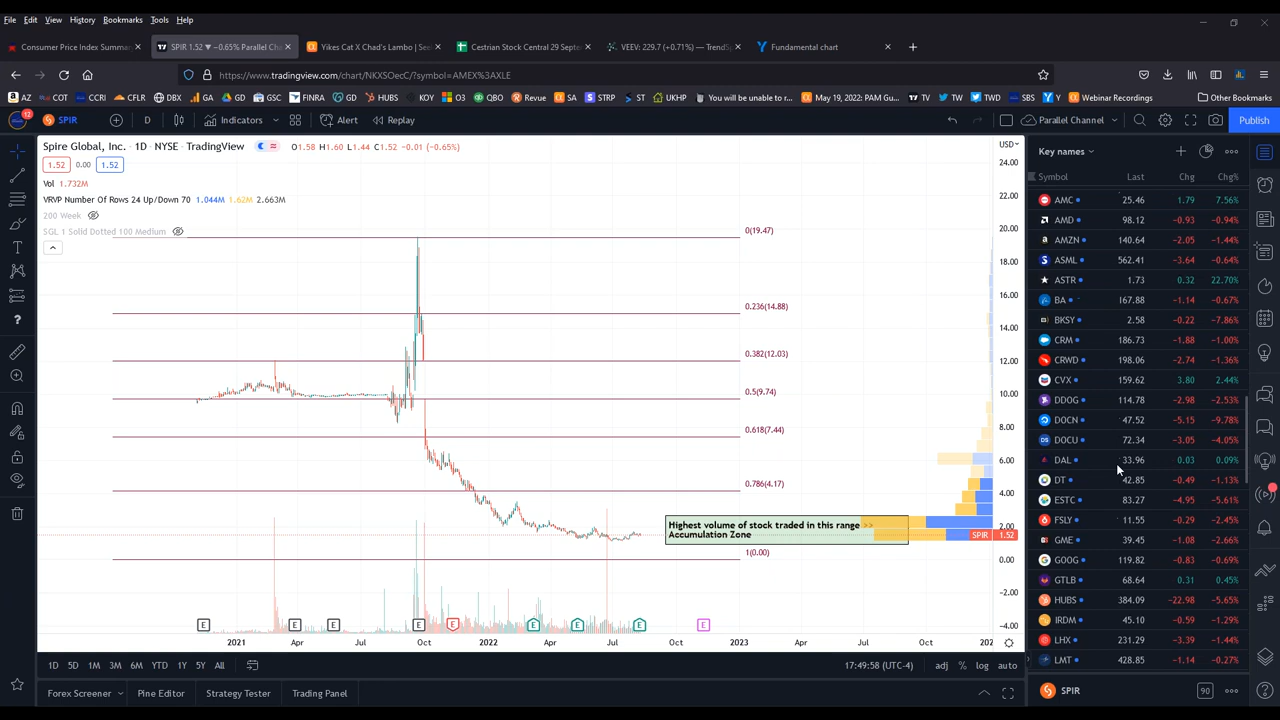 File Edit View History Bookmarks Tools Help
Consumer Price Index Summar
SPIR 1.52 ▼ −0.65% Parallel Cha
Yikes Cat X Chad's Lambo | See
Cestrian Stock Central 29 Septe
VEEV: 229.7 (+0.71%) — TrendSp
Fundamental chart
https://www.tradingview.com/chart/NKXSOecC/?symbol=AMEX%3AXLE
AZ COT CCRI CFLR DBX GA GD GSC FINRA GD HUBS KOY O3 QBO Revue SA STRP ST UKHP You will be unable to r... May 19, 2022: PAM Gu... TV TW TWD SBS Y Webinar Recordings Other Bookmarks
12
SPIR D Indicators Alert Replay Parallel Channel Publish
Spire Global, Inc. · 1D · NYSE · TradingView O1.58 H1.60 L1.44 C1.52 −0.01 (−0.65%)
1.52 0.00 1.52
Vol 1.732M
VRVP Number Of Rows 24 Up/Down 70 1.044M 1.62M 2.663M
200 Week
SGL 1 Solid Dotted 100 Medium
USD
24.00
22.00
20.00
18.00
16.00
14.00
12.00
10.00
8.00
6.00
4.00
2.00
SPIR 1.52
0.00
−2.00
−4.00
0(19.47)
0.236(14.88)
0.382(12.03)
0.5(9.74)
0.618(7.44)
0.786(4.17)
1(0.00)
Highest volume of stock traded in this range >>
Accumulation Zone
E E E E E E E E E
2021 Apr Jul Oct 2022 Apr Jul Oct 2023 Apr Jul Oct 202
1D 5D 1M 3M 6M YTD 1Y 5Y All
17:49:58 (UTC-4) adj % log auto
Forex Screener Pine Editor Strategy Tester Trading Panel
Key names
Symbol Last Chg Chg%
AMC 25.46 1.79 7.56%
AMD 98.12 −0.93 −0.94%
AMZN 140.64 −2.05 −1.44%
ASML 562.41 −3.64 −0.64%
ASTR 1.73 0.32 22.70%
BA 167.88 −1.14 −0.67%
BKSY 2.58 −0.22 −7.86%
CRM 186.73 −1.88 −1.00%
CRWD 198.06 −2.74 −1.36%
CVX 159.62 3.80 2.44%
DDOG 114.78 −2.98 −2.53%
DOCN 47.52 −5.15 −9.78%
DOCU 72.34 −3.05 −4.05%
DAL 33.96 0.03 0.09%
DT 42.85 −0.49 −1.13%
ESTC 83.27 −4.95 −5.61%
FSLY 11.55 −0.29 −2.45%
GME 39.45 −1.08 −2.66%
GOOG 119.82 −0.83 −0.69%
GTLB 68.64 0.31 0.45%
HUBS 384.09 −22.98 −5.65%
IRDM 45.10 −0.59 −1.29%
LHX 231.29 −3.39 −1.44%
LMT 428.85 −1.14 −0.27%
SPIR 90